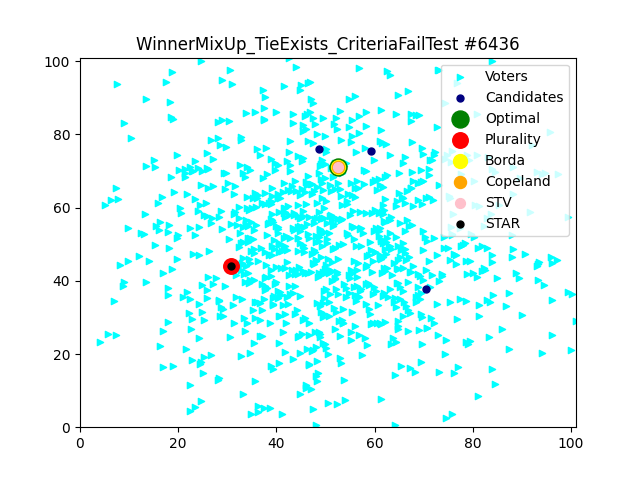 WinnerMixUp_TieExists_CriteriaFailTest #6436
100
80
60
40
20
0
0 20 40 60 80 100
Voters
Candidates
Optimal
Plurality
Borda
Copeland
STV
STAR